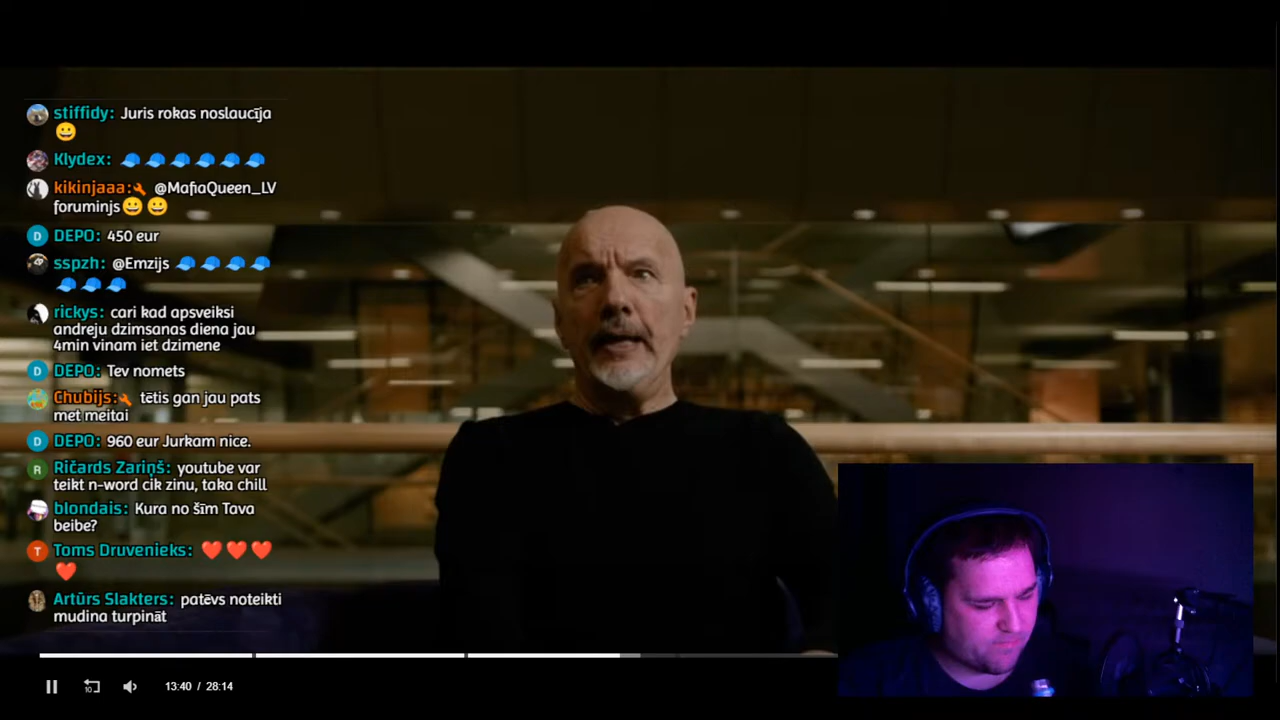 stiffidy: Juris rokas noslaucīja
😀
Klydex: 🧢🧢🧢🧢🧢🧢
kikinjaaa:🔧 @MafiaQueen_LV
foruminjs😀😀
D DEPO: 450 eur
sspzh: @Emzijs 🧢🧢🧢🧢
🧢🧢🧢
rickys: cari kad apsveiksi
andreju dzimsanas diena jau
4min vinam iet dzimene
D DEPO: Tev nomets
Chubijs:🔧 tētis gan jau pats
met meitai
D DEPO: 960 eur Jurkam nice.
R Ričards Zariņš: youtube var
teikt n-word cik zinu, taka chill
blondais: Kura no šīm Tava
beibe?
T Toms Druvenieks: ❤️❤️❤️
❤️
Artūrs Slakters: patēvs noteikti
mudina turpināt
10 13:40 / 28:14